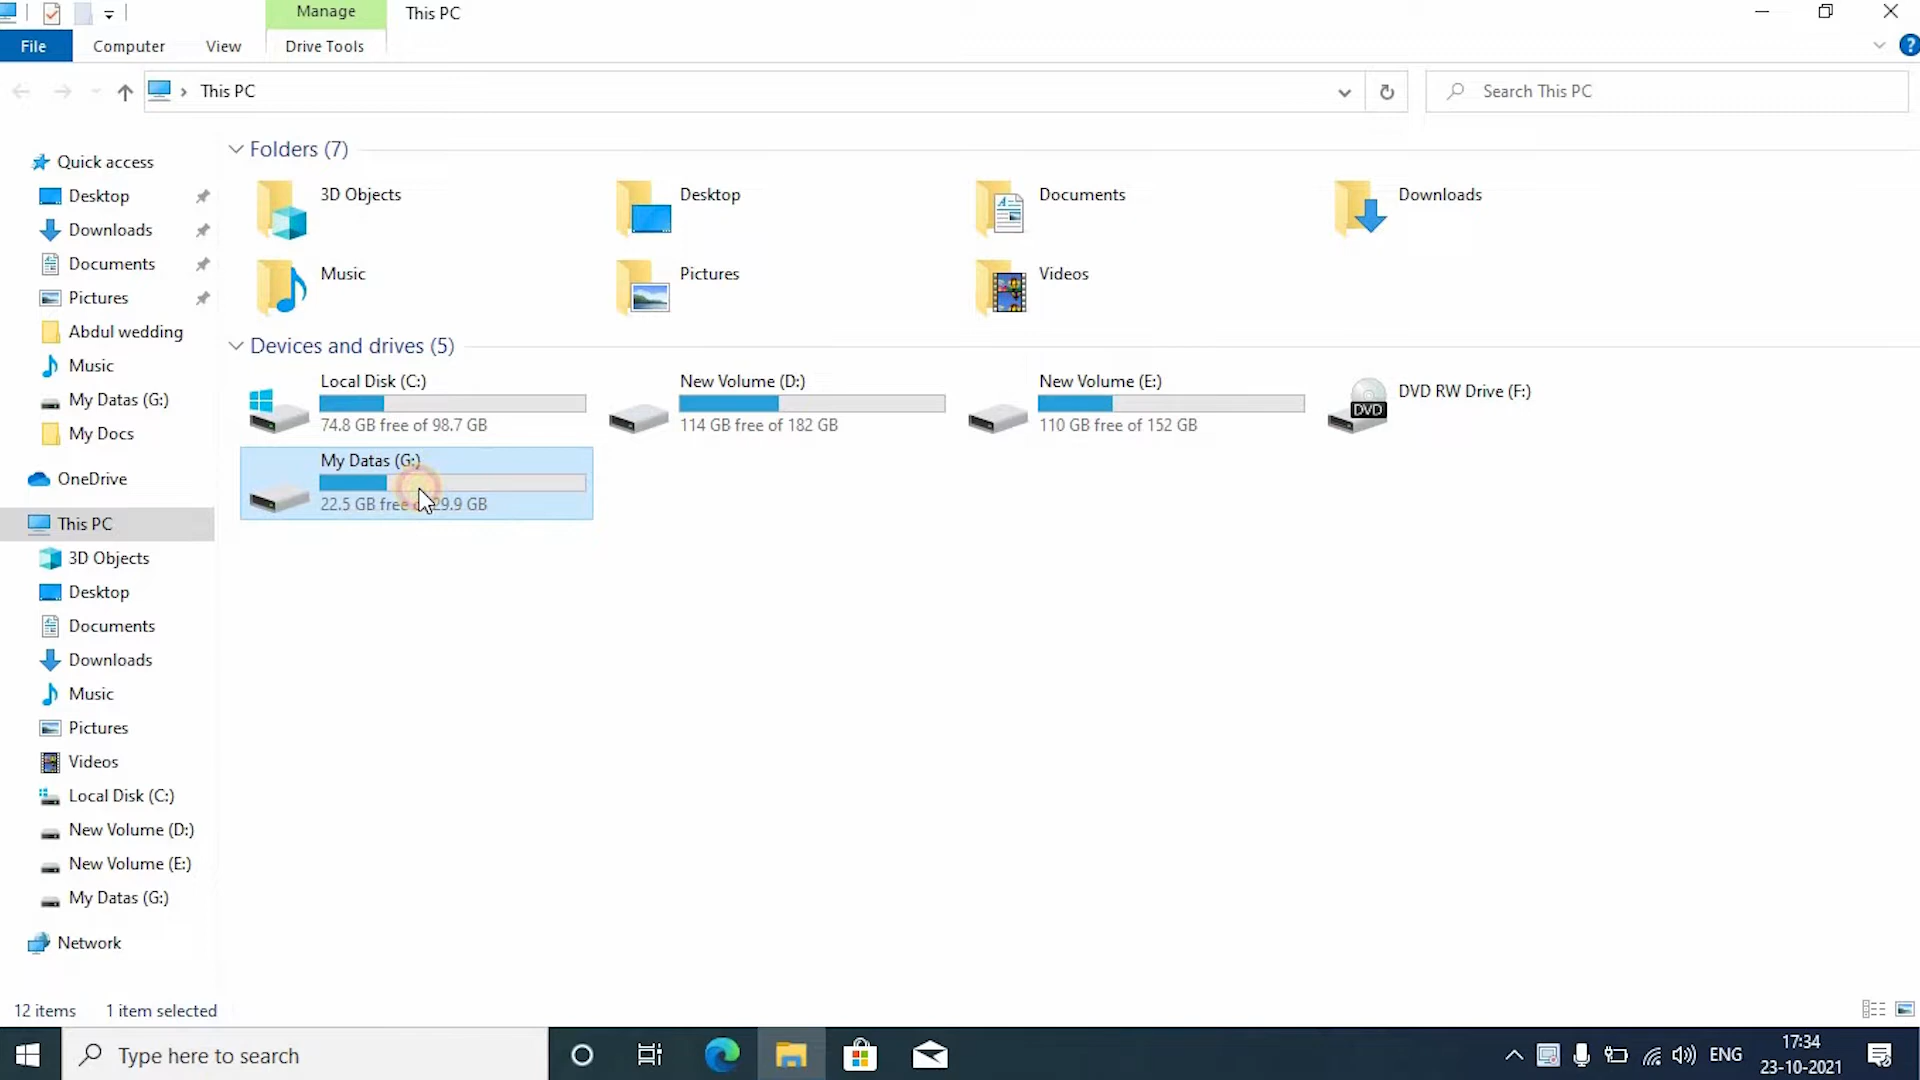 Manage
This PC
File
Computer
View
Drive Tools
This PC
Search This PC
Quick access
Desktop
Downloads
Documents
Pictures
Abdul wedding
Music
My Datas (G:)
My Docs
OneDrive
This PC
3D Objects
Desktop
Documents
Downloads
Music
Pictures
Videos
Local Disk (C:)
New Volume (D:)
New Volume (E:)
My Datas (G:)
Network
Folders (7)
3D Objects
Desktop
Documents
Downloads
Music
Pictures
Videos
Devices and drives (5)
Local Disk (C:)
74.8 GB free of 98.7 GB
New Volume (D:)
114 GB free of 182 GB
New Volume (E:)
110 GB free of 152 GB
DVD
DVD RW Drive (F:)
My Datas (G:)
22.5 GB free of 29.9 GB
12 items
1 item selected
Type here to search
ENG
17:34
23-10-2021